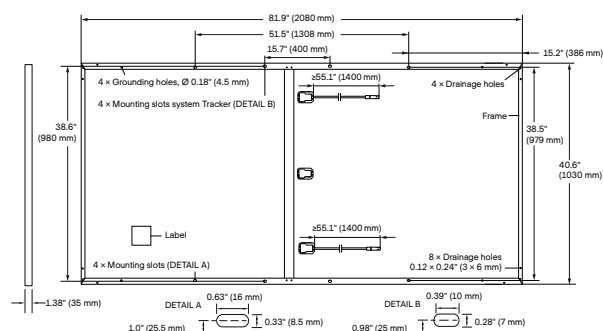 81.9" (2080 mm)
51.5" (1308 mm)
15.7" (400 mm)
15.2" (386 mm)
4 × Grounding holes, Ø 0.18" (4.5 mm)
≥55.1" (1400 mm)
4 × Drainage holes
4 × Mounting slots system Tracker (DETAIL B)
Frame
38.6"
(980 mm)
38.5"
(979 mm)
40.6"
(1030 mm)
Label
≥55.1" (1400 mm)
4 × Mounting slots (DETAIL A)
8 × Drainage holes
0.12 × 0.24" (3 × 6 mm)
1.38" (35 mm)
DETAIL A
0.63" (16 mm)
0.33" (8.5 mm)
1.0" (25.5 mm)
DETAIL B
0.39" (10 mm)
0.28" (7 mm)
0.98" (25 mm)